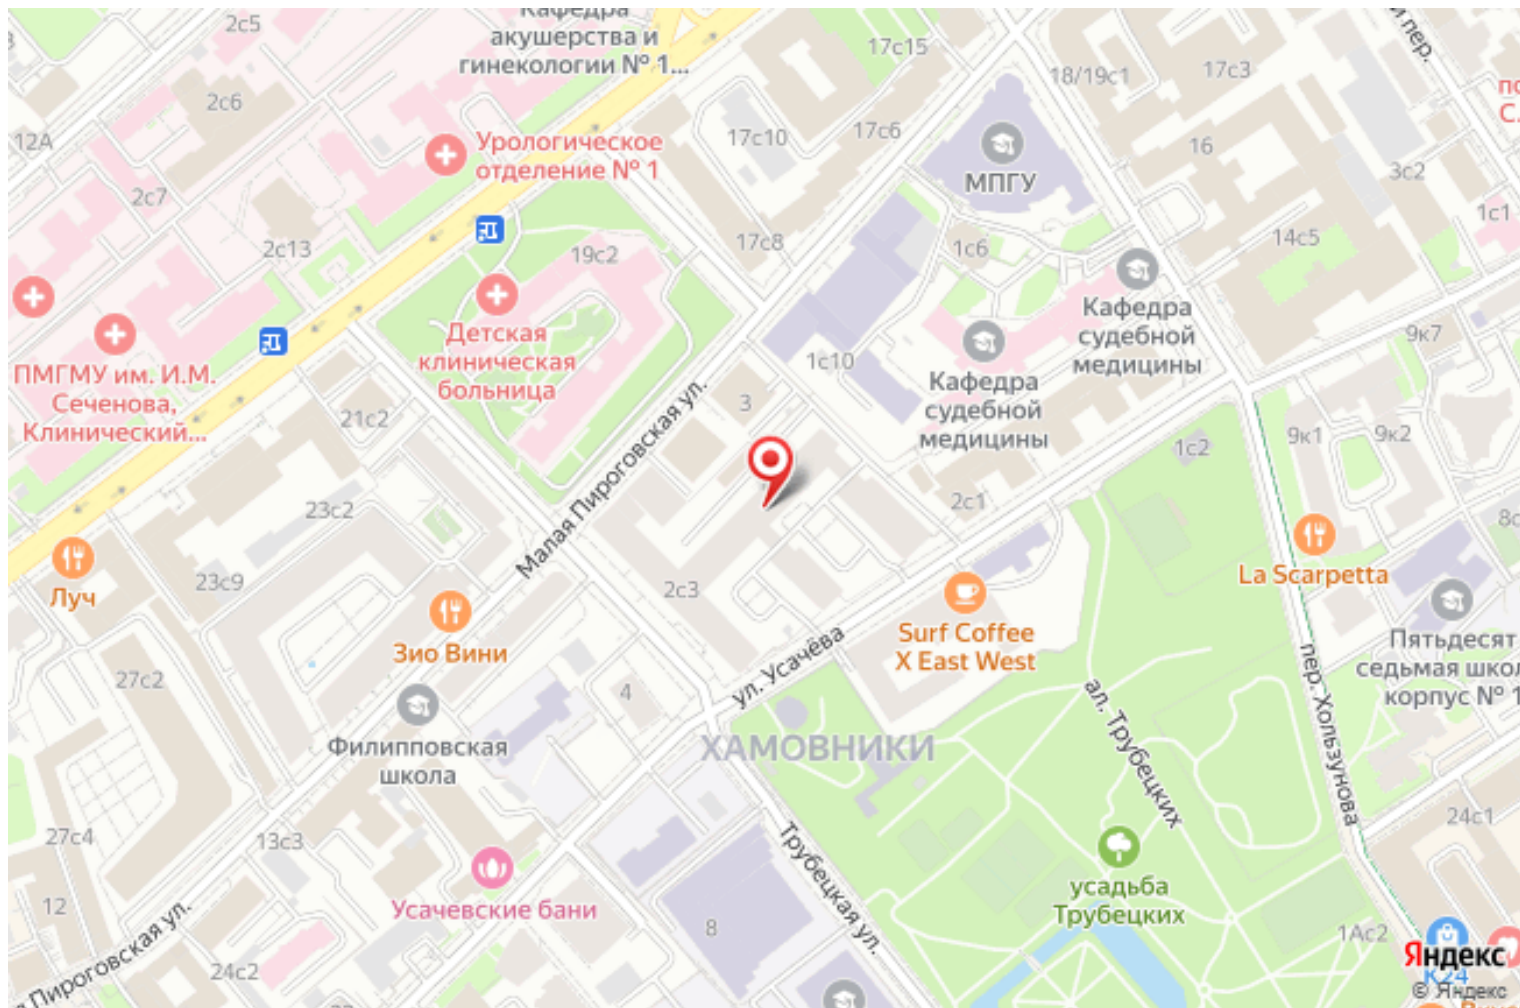 2с5
Кафедра
акушерства и
гинекологии № 1...
17с15
18/19с1
17с3
й пер.
2с6
12А
Урологическое
отделение № 1
17с10
17с6
МПГУ
16
3с2
2с7
1с1
2с13
19с2
17с8
1с6
14с5
Кафедра
судебной
медицины
9к7
Детская
клиническая
больница
ПМГМУ им. И.М.
Сеченова,
Клинический...
1с10
Кафедра
судебной
медицины
3
21с2
Малая Пироговская ул.
1с2
9к1
9к2
23с2
2с1
La Scarpetta
Луч
23с9
2с3
Зио Вини
Surf Coffee
X East West
ул. Усачёва
Пятьдесят
седьмая школ
корпус № 1
пер. Хользунова
27с2
4
ал. Трубецких
Филипповская
школа
ХАМОВНИКИ
27с4
13с3
24с1
Трубецкая ул.
усадьба
Трубецких
Усачевские бани
12
8
Пироговская ул.
24с2
1Ас2
Яндекс
К24
© Яндекс